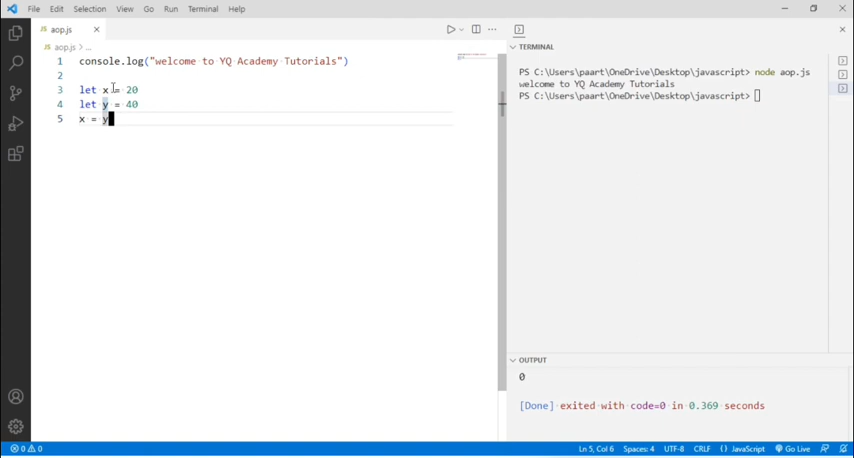 File Edit Selection View Go Run Terminal Help
JS aop.js ×
JS aop.js > ...
1 console.log("welcome to YQ Academy Tutorials")
2
3 let x = 20
4 let y = 40
5 x = y
TERMINAL
PS C:\Users\paart\OneDrive\Desktop\javascript> node aop.js
welcome to YQ Academy Tutorials
PS C:\Users\paart\OneDrive\Desktop\javascript>
OUTPUT
0
[Done] exited with code=0 in 0.369 seconds
0 0 Ln 5, Col 6 Spaces: 4 UTF-8 CRLF {} JavaScript Go Live